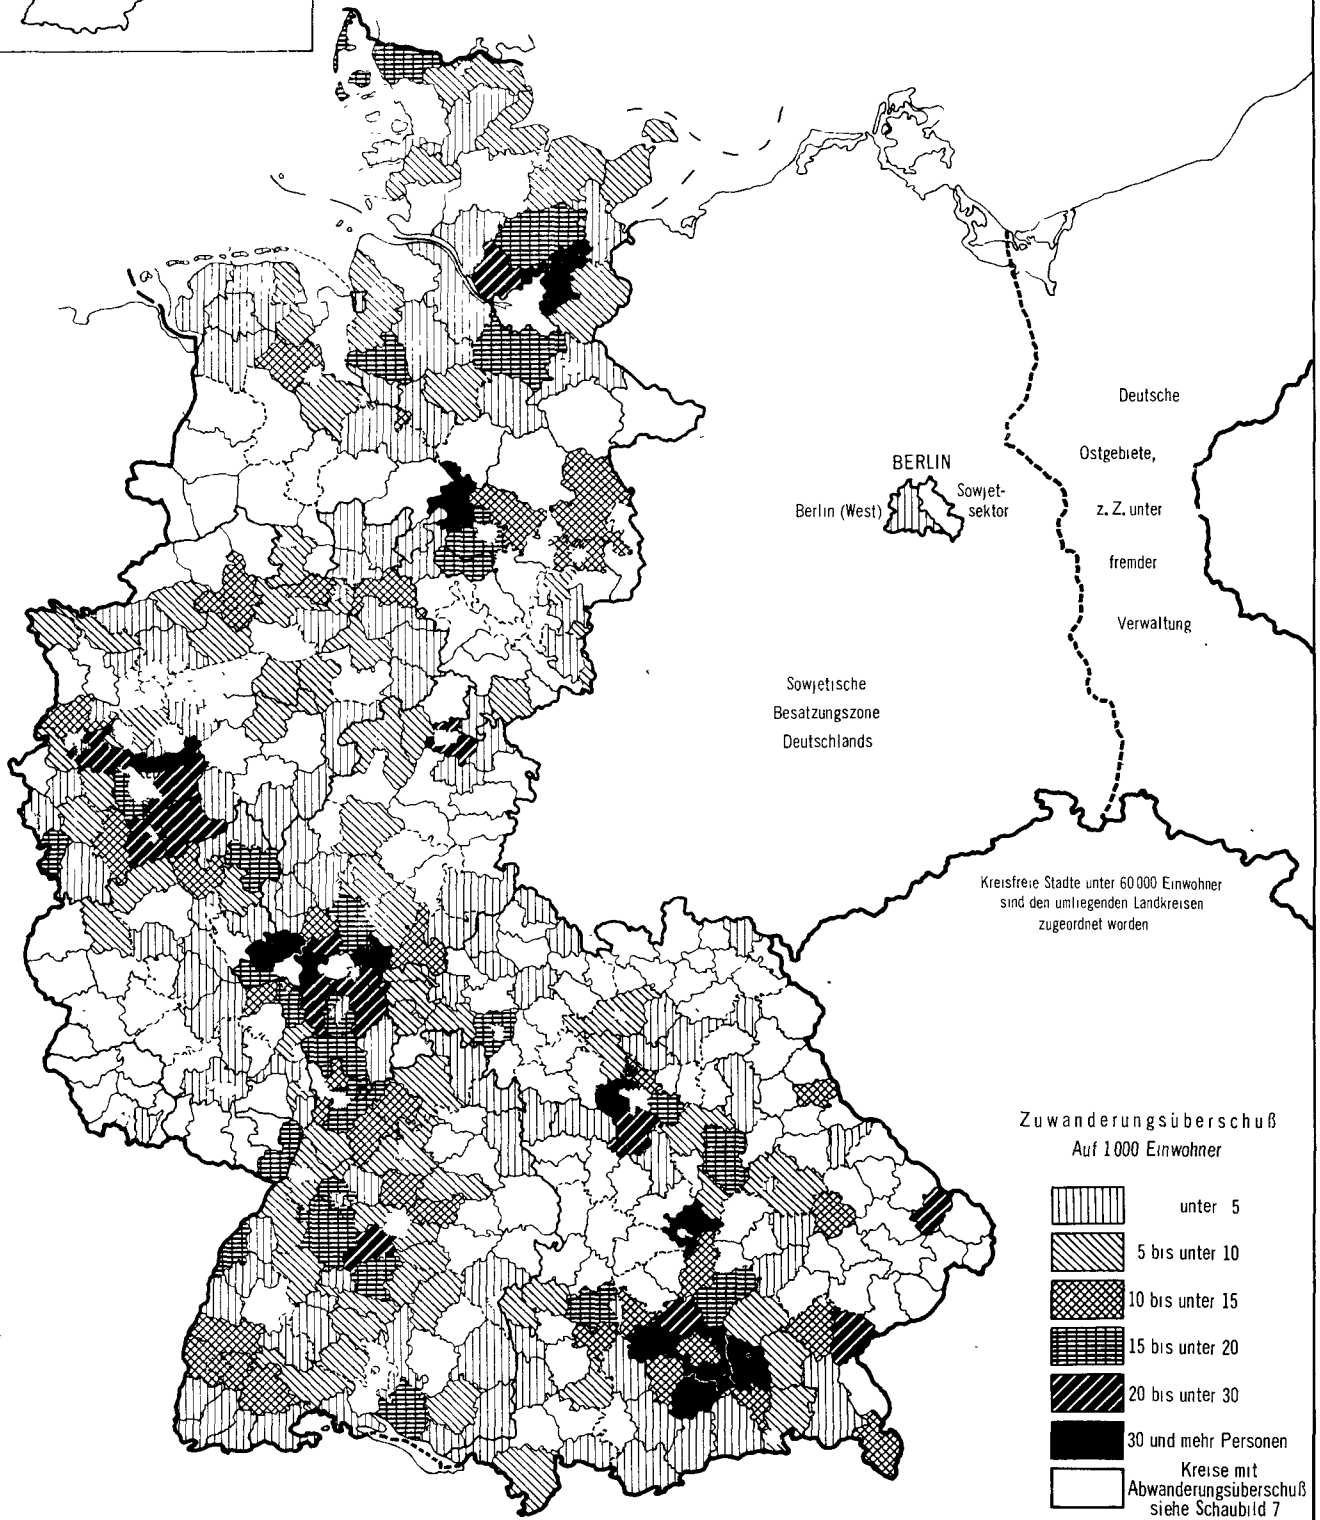 Deutsche
Ostgebiete,
z. Z. unter
fremder
Verwaltung
BERLIN
Berlin (West)
Sowjet-
sektor
Sowjetische
Besatzungszone
Deutschlands
Kreisfreie Stadte unter 60 000 Einwohner
sind den umliegenden Landkreisen
zugeordnet worden
Zuwanderungsüberschuß
Auf 1000 Einwohner
unter 5
5 bis unter 10
10 bis unter 15
15 bis unter 20
20 bis unter 30
30 und mehr Personen
Kreise mit
Abwanderungsüberschuß
siehe Schaubild 7